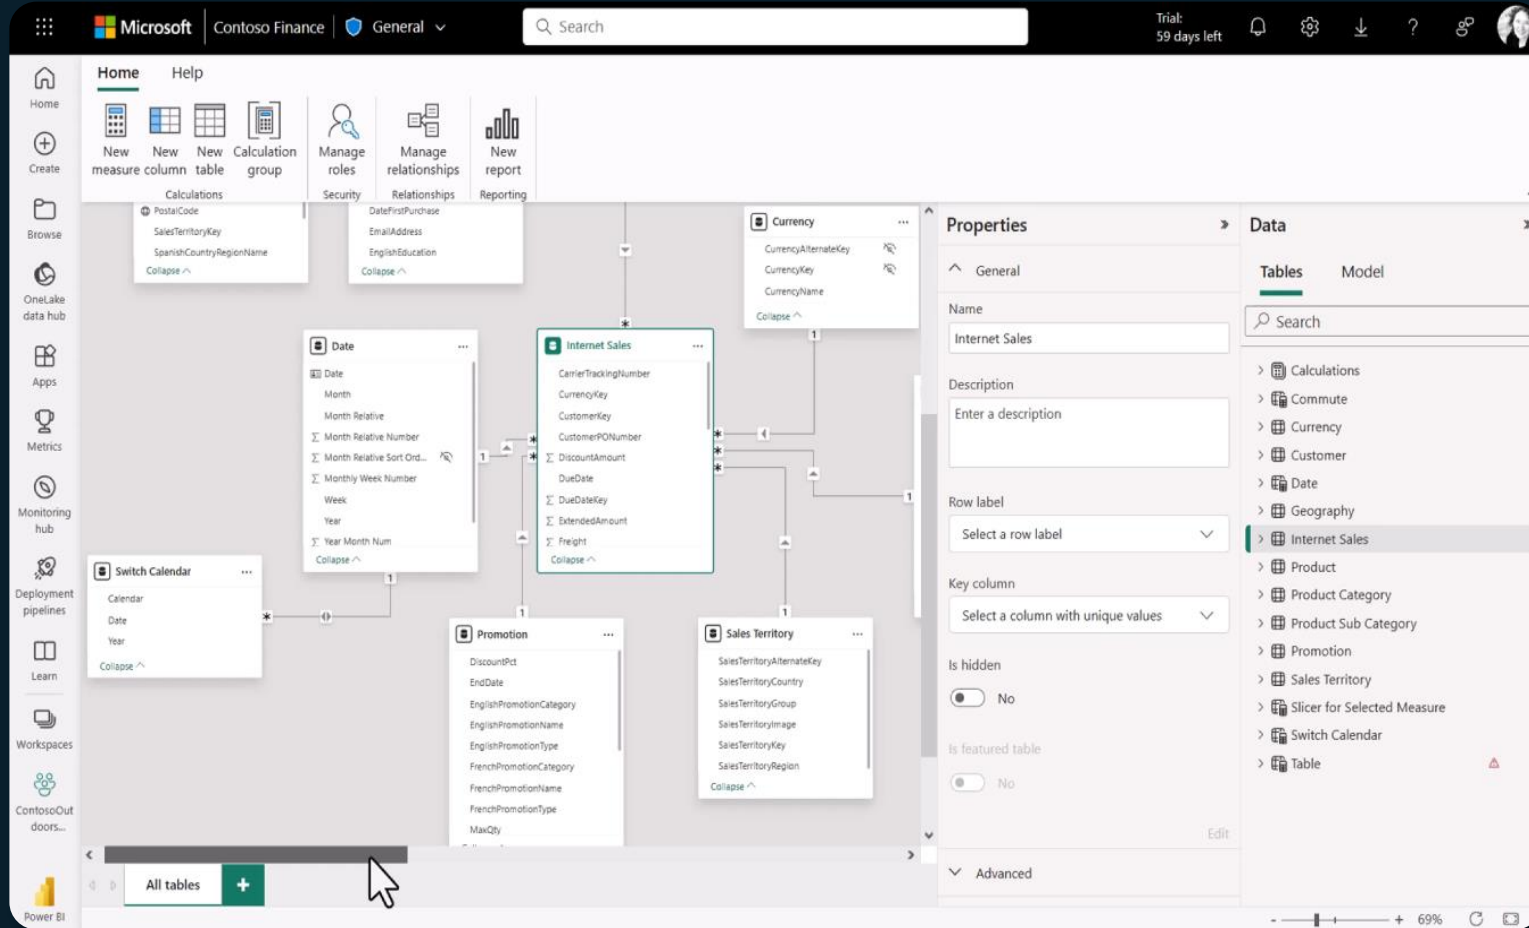 Microsoft
Contoso Finance
General
Search
Trial:
59 days left
?
Home
Create
Browse
OneLake
data hub
Apps
Metrics
Monitoring
hub
Deployment
pipelines
Learn
Workspaces
ContosoOut
doors...
Power BI
Home
Help
New
measure
New
column
New
table
Calculation
group
Calculations
Manage
roles
Security
Manage
relationships
Relationships
New
report
Reporting
PostalCode
SalesTerritoryKey
SpanishCountryRegionName
Collapse
DateFirstPurchase
EmailAddress
EnglishEducation
Collapse
Currency
...
CurrencyAlternateKey
CurrencyKey
CurrencyName
Collapse
1
*
Date
...
Date
Month
Month Relative
Σ Month Relative Number
Σ Month Relative Sort Ord...
Σ Monthly Week Number
Week
Year
Σ Year Month Num
Collapse
1
1
*
*
Internet Sales
...
CarrierTrackingNumber
CurrencyKey
CustomerKey
CustomerPONumber
Σ DiscountAmount
DueDate
Σ DueDateKey
Σ ExtendedAmount
Σ Freight
Collapse
*
*
*
1
Switch Calendar
...
Calendar
Date
Year
Collapse
*
1
Promotion
...
DiscountPct
EndDate
EnglishPromotionCategory
EnglishPromotionName
EnglishPromotionType
FrenchPromotionCategory
FrenchPromotionName
FrenchPromotionType
MaxQty
1
Sales Territory
...
SalesTerritoryAlternateKey
SalesTerritoryCountry
SalesTerritoryGroup
SalesTerritoryImage
SalesTerritoryKey
SalesTerritoryRegion
Collapse
All tables
+
Properties
General
Name
Internet Sales
Description
Enter a description
Row label
Select a row label
Key column
Select a column with unique values
Is hidden
No
Is featured table
No
Edit
Advanced
Data
Tables
Model
Search
Calculations
Commute
Currency
Customer
Date
Geography
Internet Sales
Product
Product Category
Product Sub Category
Promotion
Sales Territory
Slicer for Selected Measure
Switch Calendar
Table
- + 69%